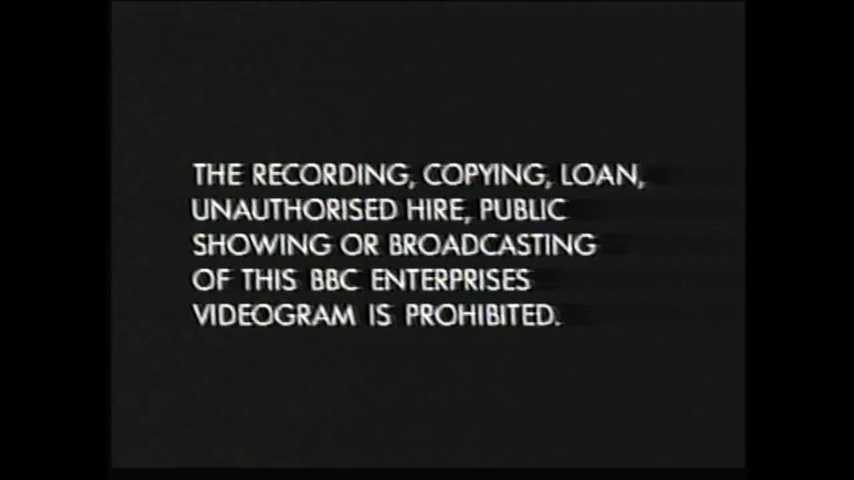 THE RECORDING, COPYING, LOAN,
UNAUTHORISED HIRE, PUBLIC
SHOWING OR BROADCASTING
OF THIS BBC ENTERPRISES
VIDEOGRAM IS PROHIBITED.